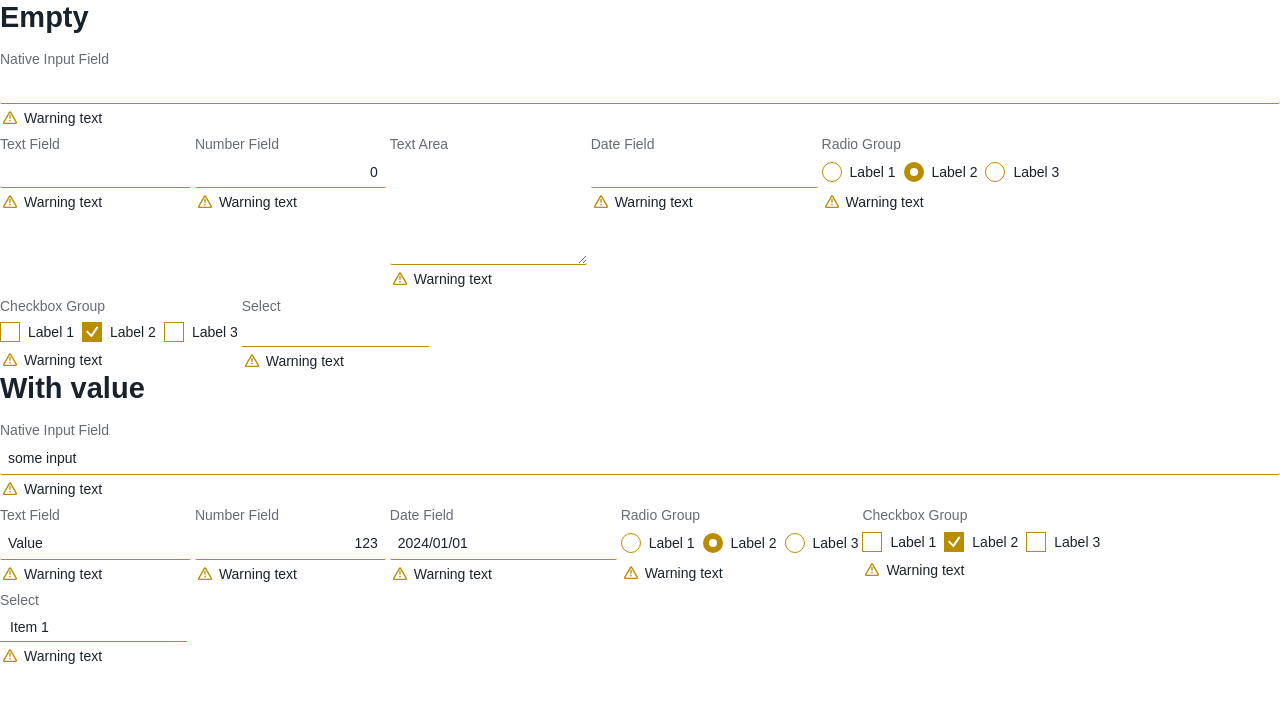 Empty
Native Input Field
Warning text
Text Field Number Field Text Area Date Field Radio Group
0 Label 1 Label 2 Label 3
Warning text Warning text Warning text Warning text
Warning text
Checkbox Group Select
Label 1 Label 2 Label 3
Warning text Warning text
With value
Native Input Field
some input
Warning text
Text Field Number Field Date Field Radio Group Checkbox Group
Value 123 2024/01/01 Label 1 Label 2 Label 3 Label 1 Label 2 Label 3
Warning text Warning text Warning text Warning text Warning text
Select
Item 1
Warning text